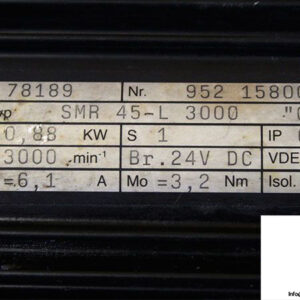 78189 Nr. 952 15800
yp SMR 45-L 3000 "
0,88 KW S 1 IP
3000 .min-1 Br.24V DC VDE
=6,1 A Mo =3,2 Nm Isol.